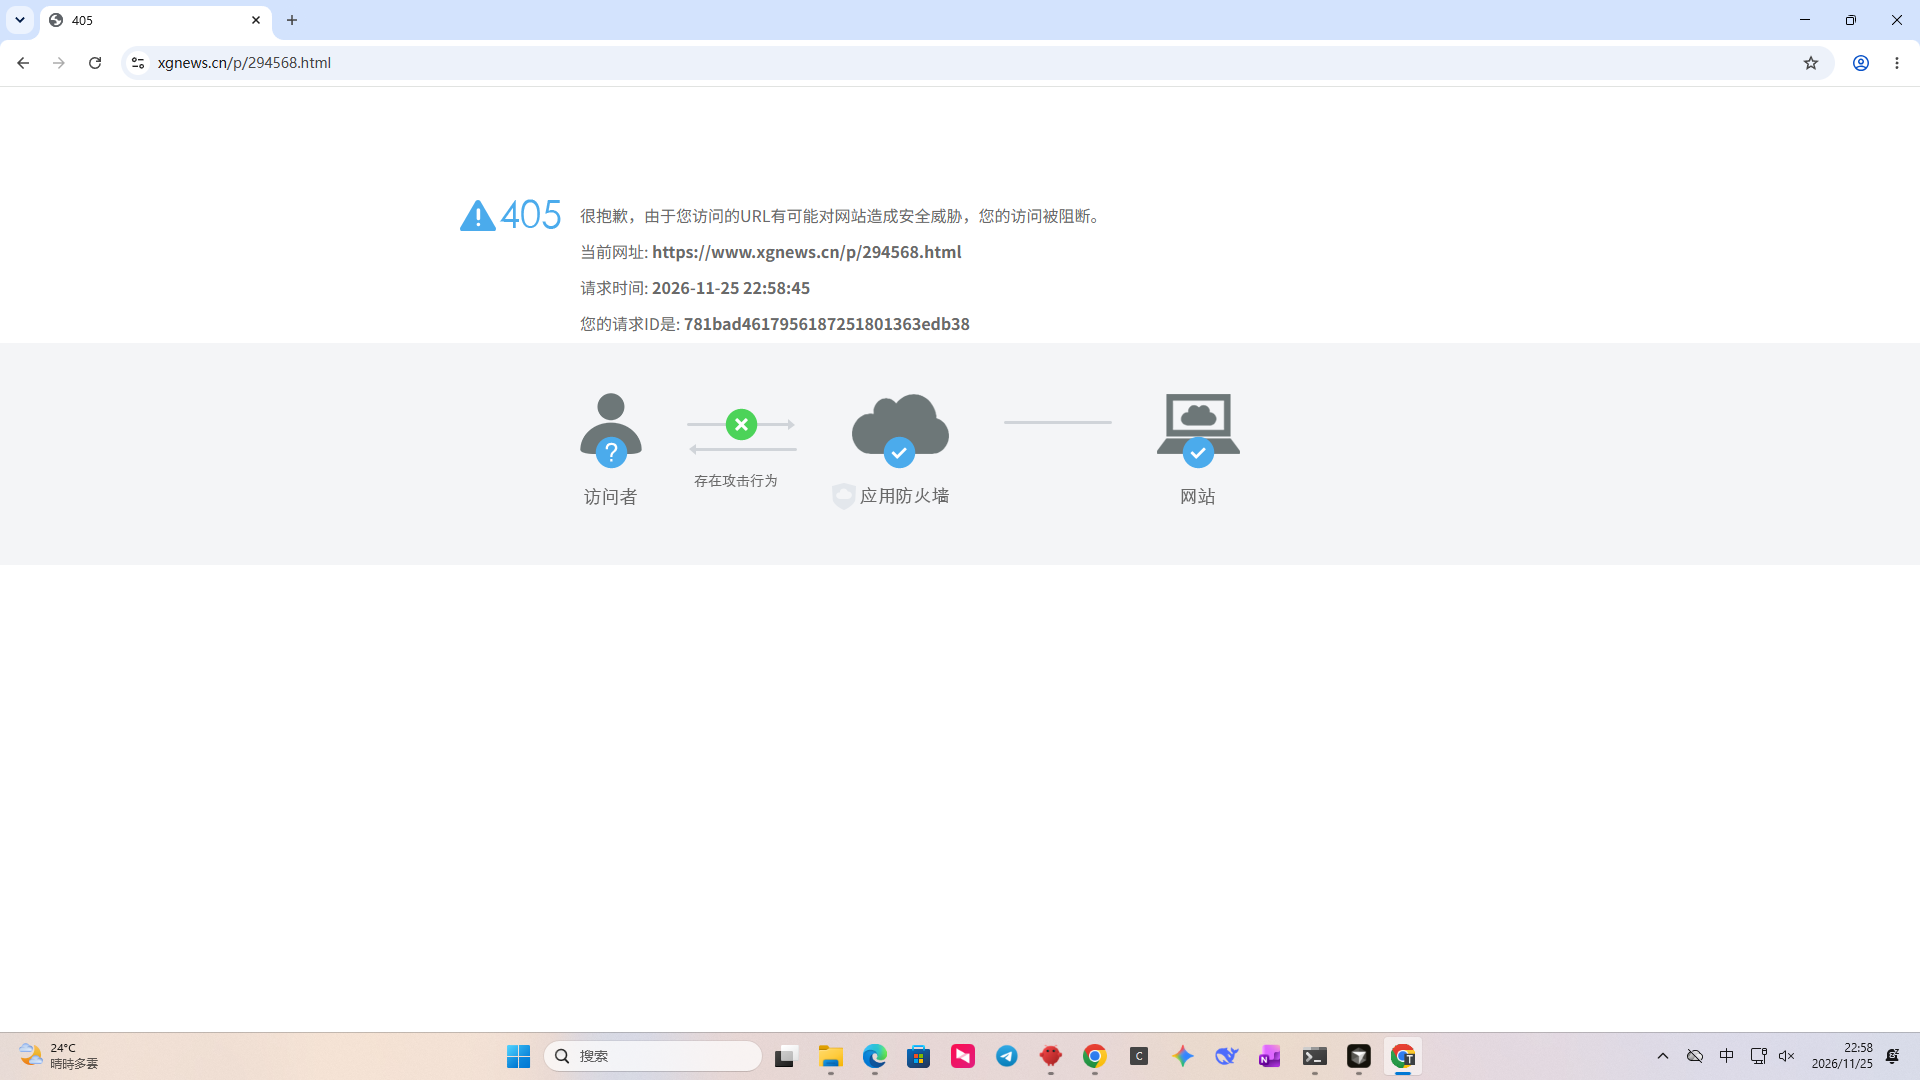 405
xgnews.cn/p/294568.html
405
很抱歉，由于您访问的URL有可能对网站造成安全威胁，您的访问被阻断。
当前网址: https://www.xgnews.cn/p/294568.html
请求时间: 2026-11-25 22:58:45
您的请求ID是: 781bad4617956187251801363edb38
存在攻击行为
访问者
应用防火墙
网站
24°C
晴時多雲
搜索
中
22:58
2026/11/25